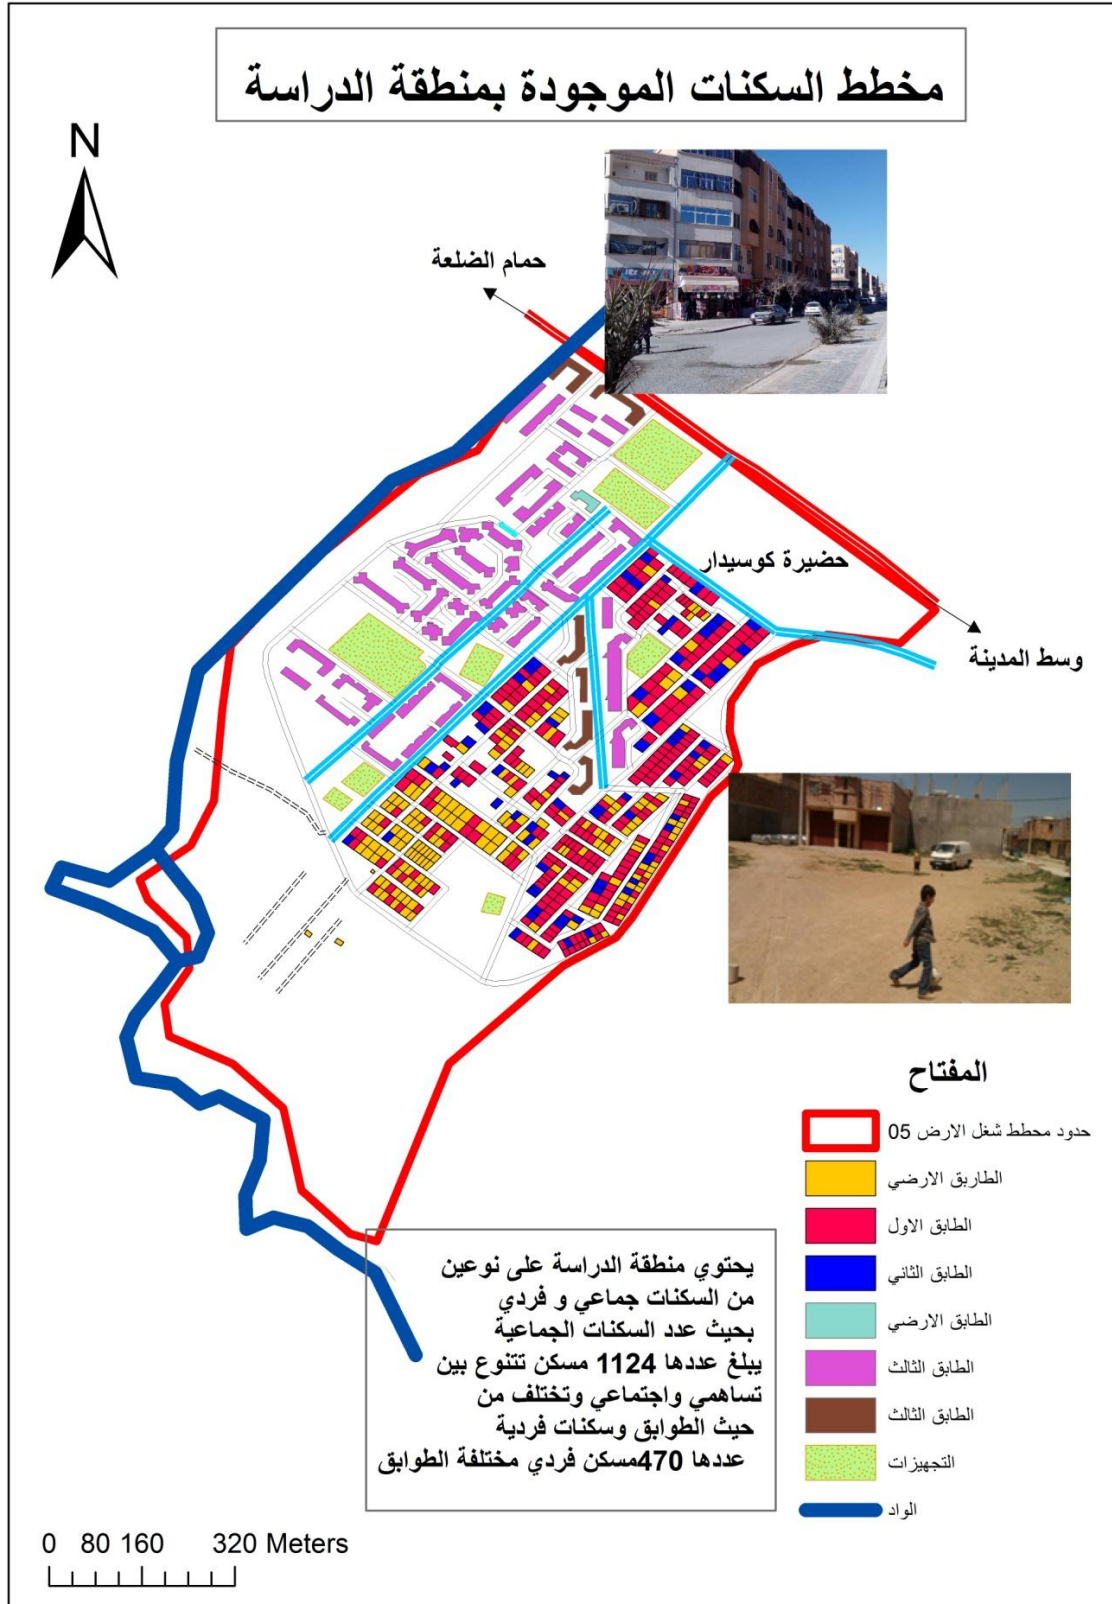 مخطط السكنات الموجودة بمنطقة الدراسة
N
حمام الضلعة
حضيرة كوسيدار
وسط المدينة
المفتاح
حدود محطط شغل الارض 05
الطاربق الارضي
الطابق الاول
الطابق الثاني
الطابق الارضي
الطابق الثالث
الطابق الثالث
التجهيزات
الواد
يحتوي منطقة الدراسة على نوعين
من السكنات جماعي و فردي
بحيث عدد السكنات الجماعية
يبلغ عددها 1124 مسكن تتنوع بين
تساهمي واجتماعي وتختلف من
حيث الطوابق وسكنات فردية
عددها 470مسكن فردي مختلفة الطوابق
0 80 160 320 Meters